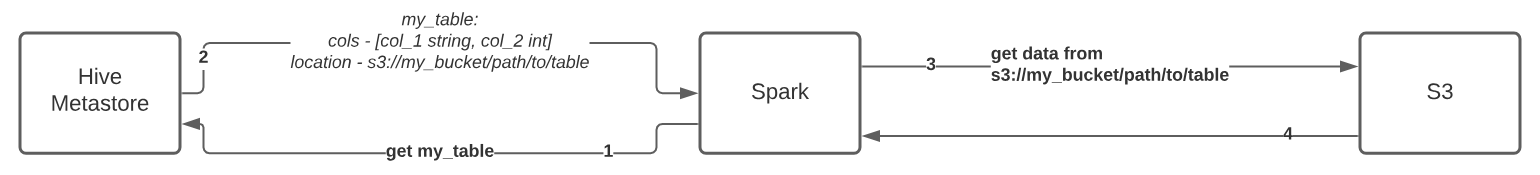 my_table:
cols - [col_1 string, col_2 int]
location - s3://my_bucket/path/to/table
2
Hive
Metastore
get my_table
1
Spark
3
get data from
s3://my_bucket/path/to/table
4
S3